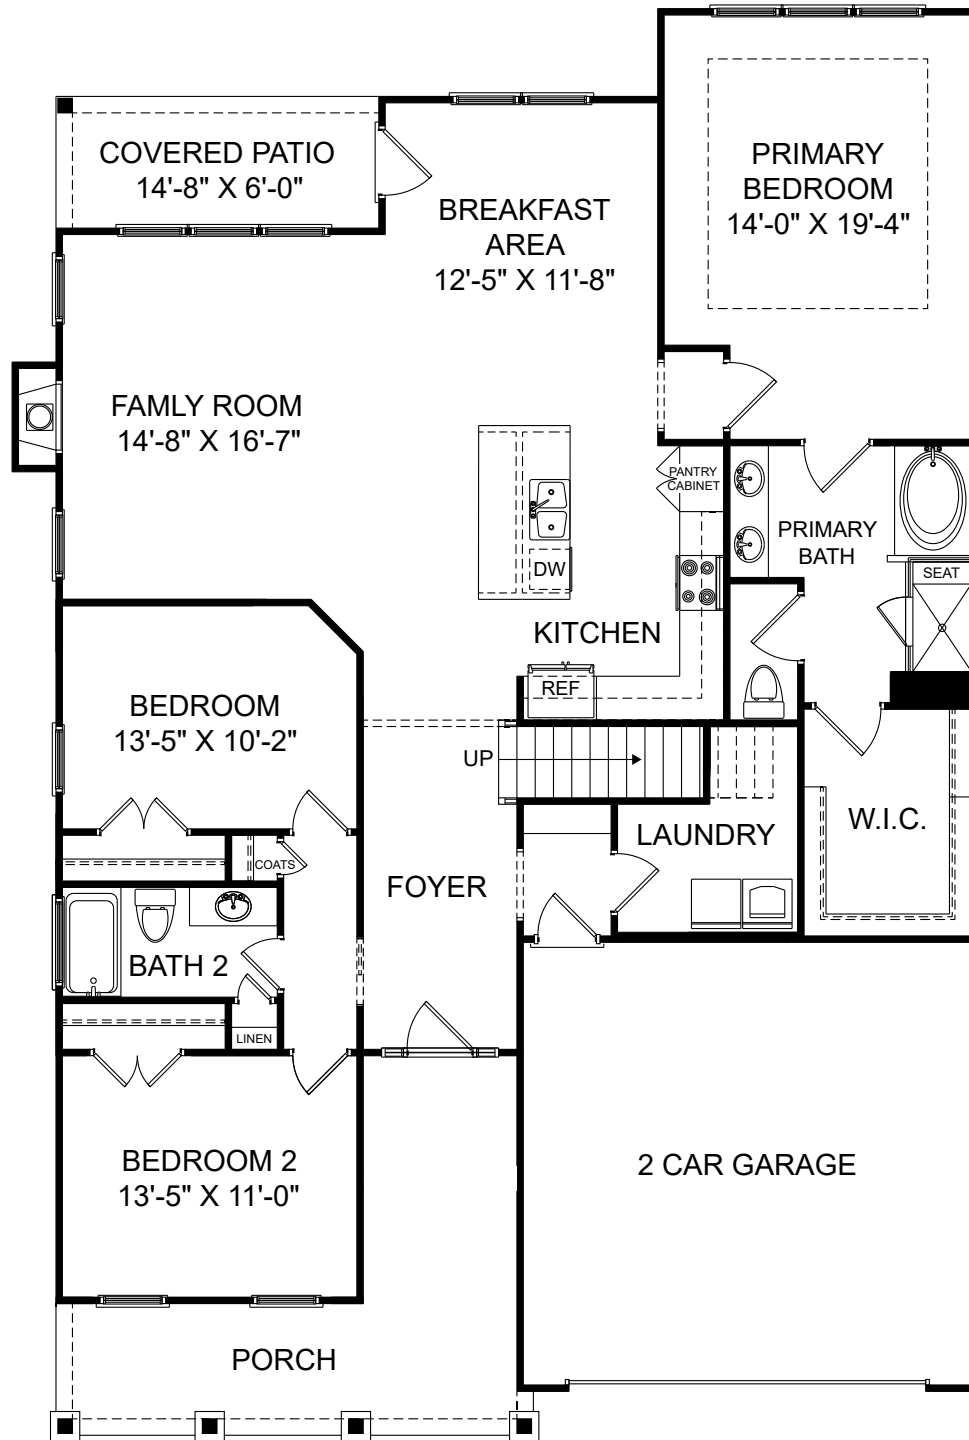 COVERED PATIO
14'-8" X 6'-0"
PRIMARY
BEDROOM
14'-0" X 19'-4"
BREAKFAST
AREA
12'-5" X 11'-8"
FAMLY ROOM
14'-8" X 16'-7"
PANTRY
CABINET
PRIMARY
BATH
DW
SEAT
KITCHEN
REF
BEDROOM
13'-5" X 10'-2"
UP
LAUNDRY
W.I.C.
COATS
FOYER
BATH 2
LINEN
BEDROOM 2
13'-5" X 11'-0"
2 CAR GARAGE
PORCH